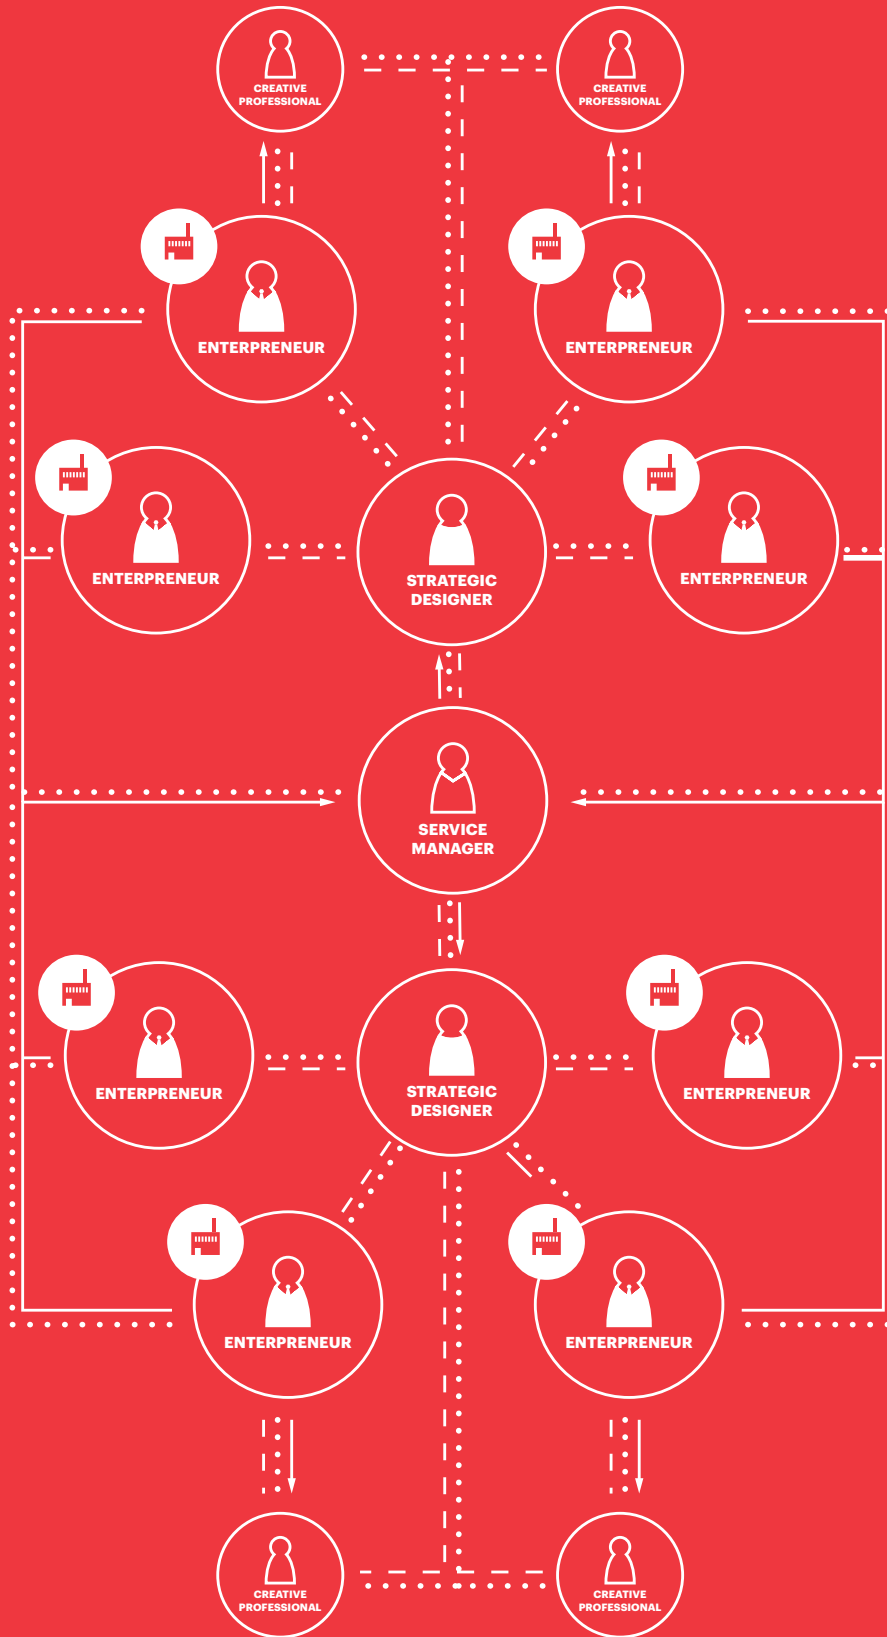 CREATIVE
PROFESSIONAL
CREATIVE
PROFESSIONAL
ENTERPRENEUR
ENTERPRENEUR
ENTERPRENEUR
STRATEGIC
DESIGNER
ENTERPRENEUR
SERVICE
MANAGER
ENTERPRENEUR
STRATEGIC
DESIGNER
ENTERPRENEUR
ENTERPRENEUR
ENTERPRENEUR
CREATIVE
PROFESSIONAL
CREATIVE
PROFESSIONAL